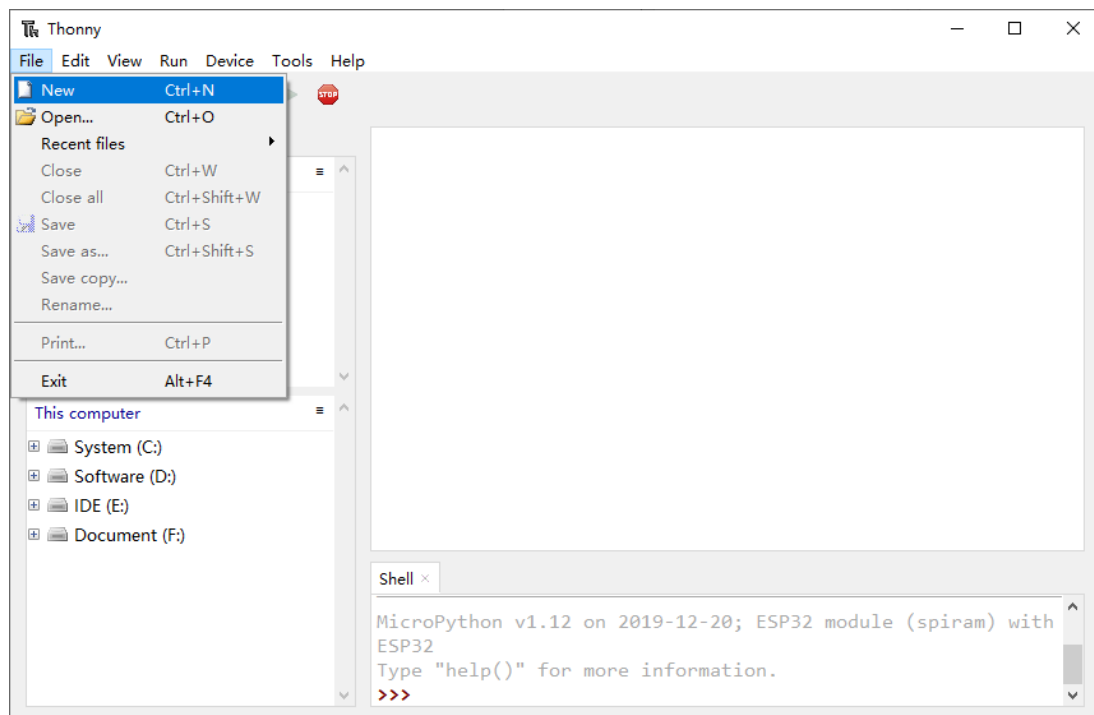 Thonny
File Edit View Run Device Tools Help
New Ctrl+N
STOP
Open... Ctrl+O
Recent files
Close Ctrl+W
Close all Ctrl+Shift+W
Save Ctrl+S
Save as... Ctrl+Shift+S
Save copy...
Rename...
Print... Ctrl+P
Exit Alt+F4
This computer
System (C:)
Software (D:)
IDE (E:)
Document (F:)
Shell
MicroPython v1.12 on 2019-12-20; ESP32 module (spiram) with
ESP32
Type "help()" for more information.
>>>